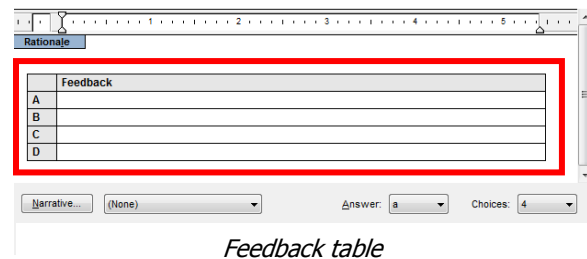 1 2 3 4 5
Rationale
Feedback
A
B
C
D
Narrative... (None) Answer: a Choices: 4
Feedback table